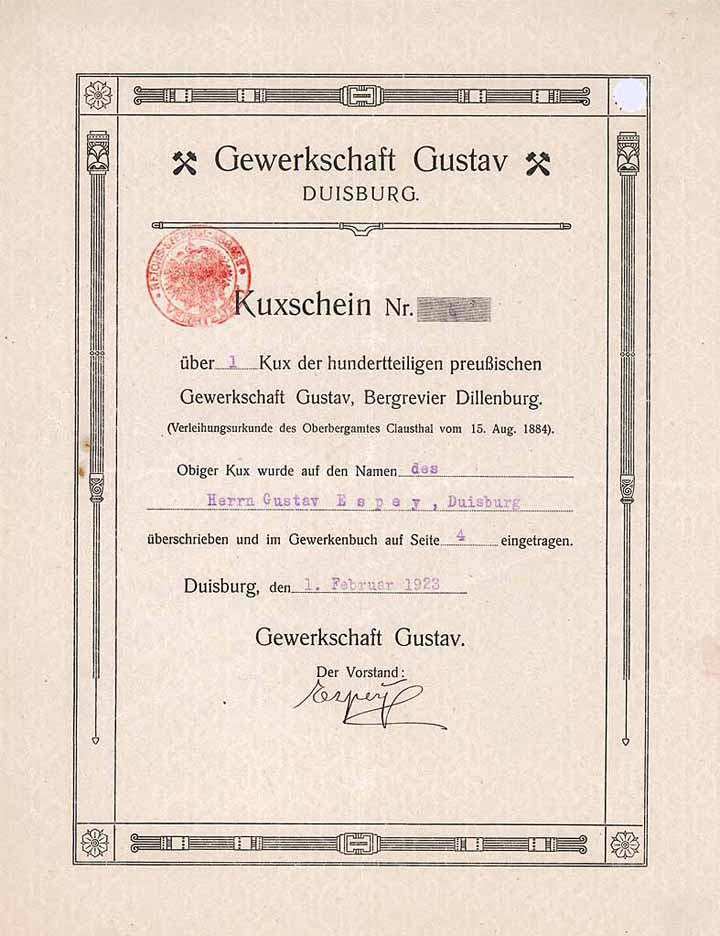 Gewerkschaft Gustav
DUISBURG.
Kuxschein Nr.
über 1 Kux der hundertteiligen preußischen
Gewerkschaft Gustav, Bergrevier Dillenburg.
(Verleihungsurkunde des Oberbergamtes Clausthal vom 15. Aug. 1884).
Obiger Kux wurde auf den Namen des
Herrn Gustav Espey, Duisburg
überschrieben und im Gewerkenbuch auf Seite 4 eingetragen.
Duisburg, den 1. Februar 1923
Gewerkschaft Gustav.
Der Vorstand:
Espey